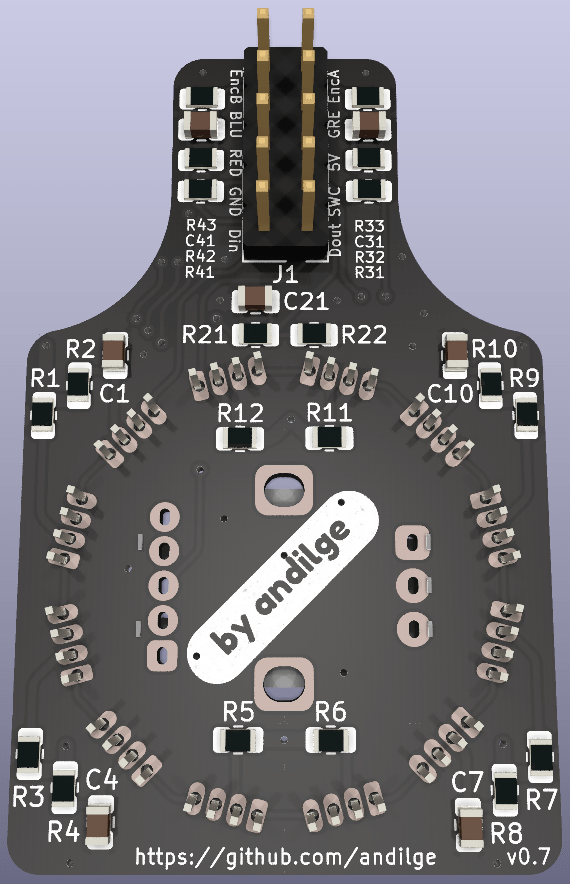 EncB BLU RED GND Din
Dout SWC 5V GRE EncA
R43
C41
R42
R41
R33
C31
R32
R31
J1
C21
R21
R22
R2
R1
C1
R10
C10
R9
R12
R11
by andilge
R5
R6
R3
C4
R4
C7
R7
R8
https://github.com/andilge
v0.7